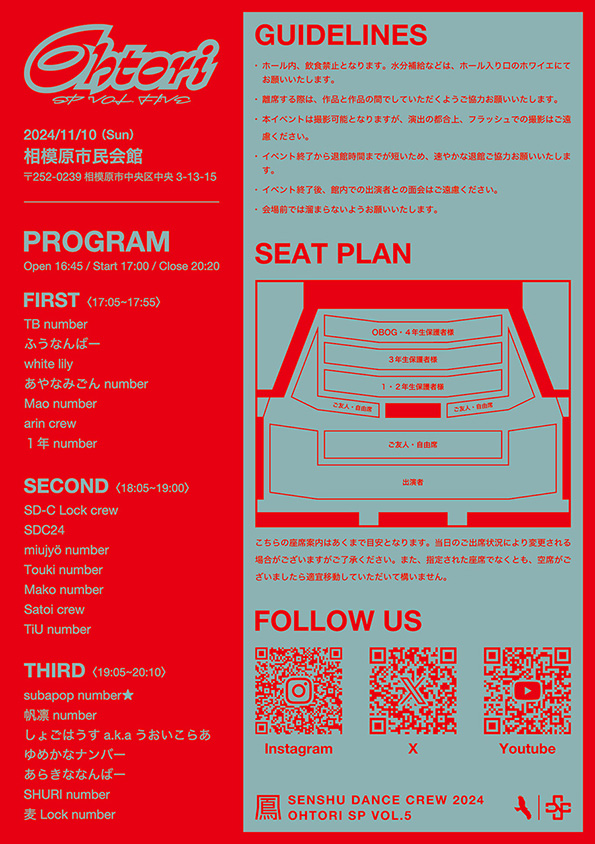 Ohtori
SP VOL FIVE
2024/11/10（Sun）
相模原市民会館
〒252-0239 相模原市中央区中央 3-13-15
PROGRAM
Open 16:45 / Start 17:00 / Close 20:20
FIRST〈17:05~17:55〉
TB number
ふうなんばー
white lily
あやなみごん number
Mao number
arin crew
1年 number
SECOND〈18:05~19:00〉
SD-C Lock crew
SDC24
miujyö number
Touki number
Mako number
Satoi crew
TiU number
THIRD〈19:05~20:10〉
subapop number★
帆凛 number
しょごはうす a.k.a うおいこらあ
ゆめかなナンバー
あらきななんばー
SHURI number
麦 Lock number
GUIDELINES
・ホール内、飲食禁止となります。水分補給などは、ホール入り口のホワイエにて
お願いいたします。
・離席する際は、作品と作品の間でしていただくようご協力お願いいたします。
・本イベントは撮影可能となりますが、演出の都合上、フラッシュでの撮影はご遠
慮ください。
・イベント終了から退館時間までが短いため、速やかな退館ご協力お願いいたしま
す。
・イベント終了後、館内での出演者との面会はご遠慮ください。
・会場前では溜まらないようお願いいたします。
SEAT PLAN
OBOG・4年生保護者様
3年生保護者様
1・2年生保護者様
ご友人・自由席
ご友人・自由席
ご友人・自由席
出演者
こちらの座席案内はあくまで目安となります。当日のご出席状況により変更される
場合がございますがご了承ください。また、指定された座席でなくとも、空席がご
ざいましたら適宜移動していただいて構いません。
FOLLOW US
Instagram
X
Youtube
鳳
SENSHU DANCE CREW 2024
OHTORI SP VOL.5